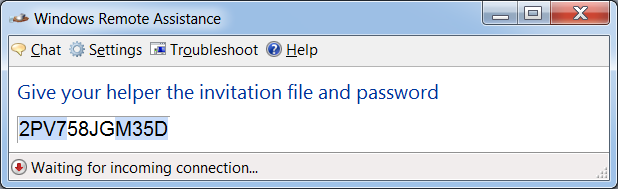 Windows Remote Assistance
Chat Settings Troubleshoot Help
Give your helper the invitation file and password
2PV758JGM35D
Waiting for incoming connection...